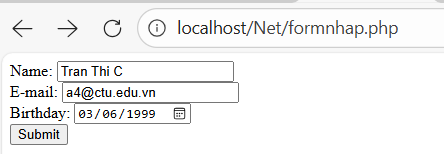 localhost/Net/formnhap.php
Name: Tran Thi C
E-mail: a4@ctu.edu.vn
Birthday: 03/06/1999
Submit